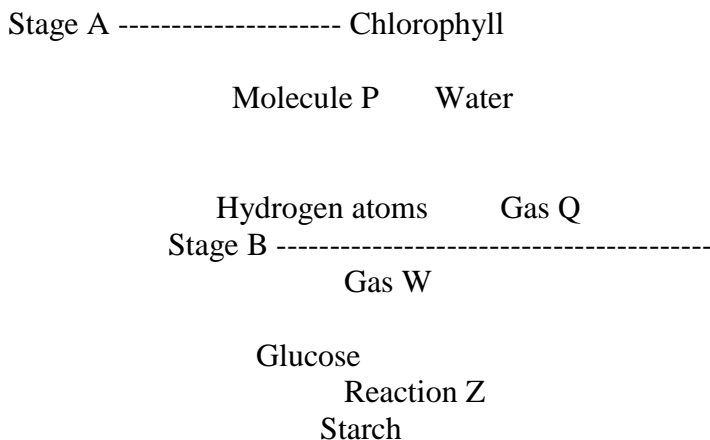 Stage A --------------------- Chlorophyll
Molecule P Water
Hydrogen atoms Gas Q
Stage B -----------------------------------------
Gas W
Glucose
Reaction Z
Starch